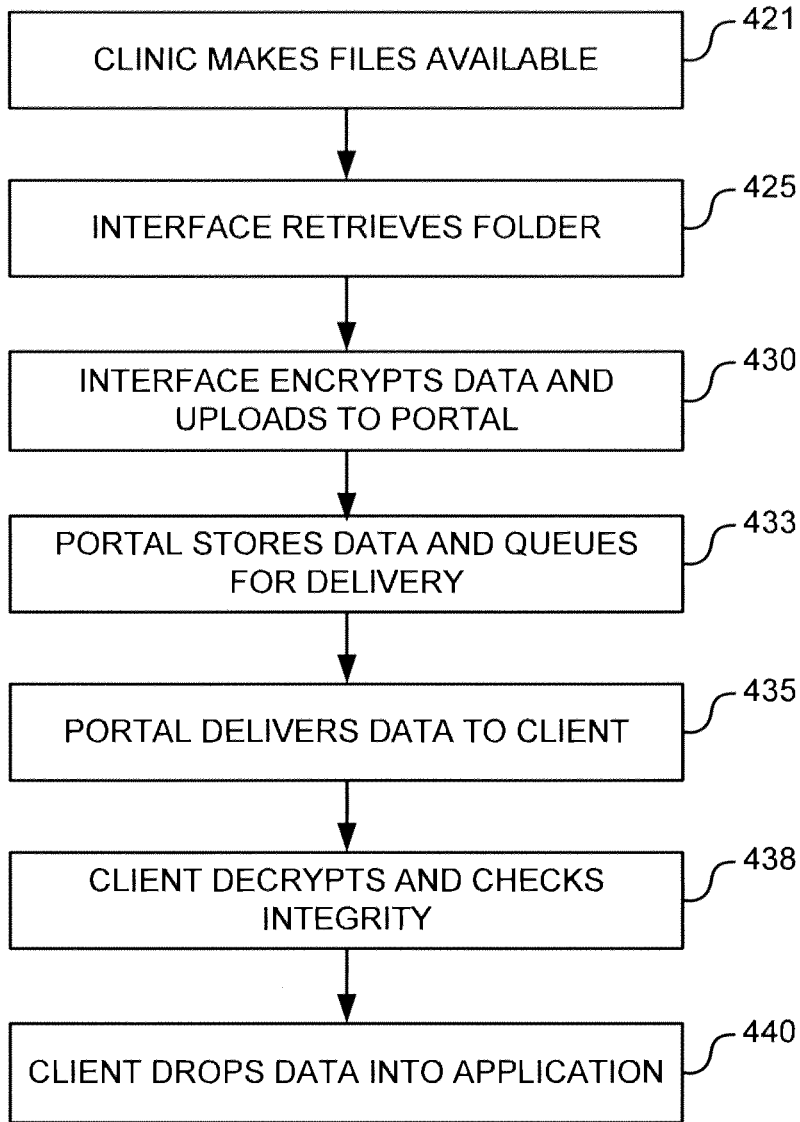 421
CLINIC MAKES FILES AVAILABLE
425
INTERFACE RETRIEVES FOLDER
430
INTERFACE ENCRYPTS DATA AND
UPLOADS TO PORTAL
433
PORTAL STORES DATA AND QUEUES
FOR DELIVERY
435
PORTAL DELIVERS DATA TO CLIENT
438
CLIENT DECRYPTS AND CHECKS
INTEGRITY
440
CLIENT DROPS DATA INTO APPLICATION